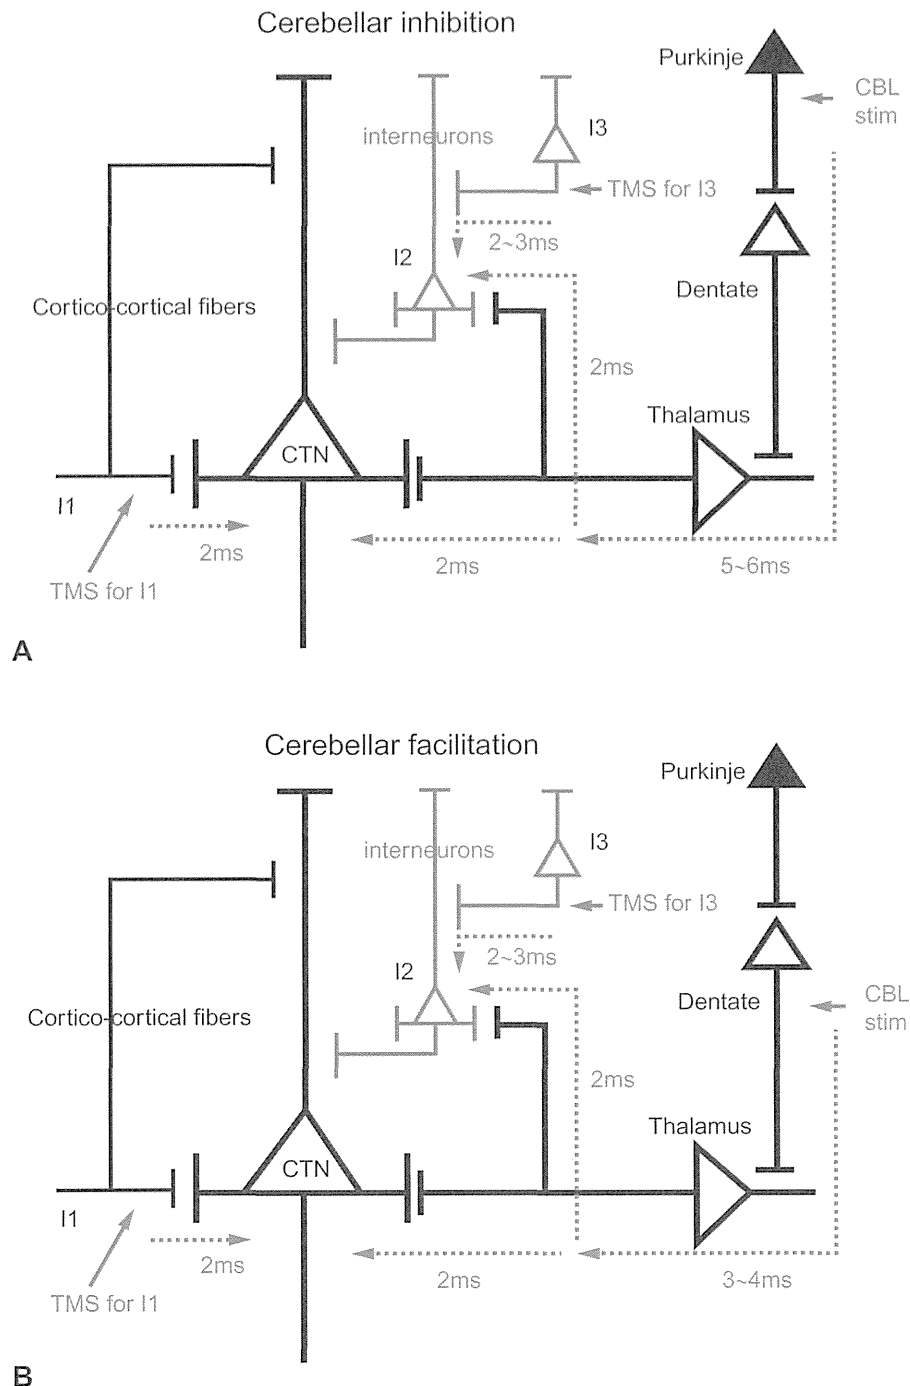 Cerebellar inhibition
Purkinje
CBL
stim
interneurons
I3
TMS for I3
2~3ms
I2
Dentate
Cortico-cortical fibers
2ms
Thalamus
CTN
I1
2ms
2ms
5~6ms
TMS for I1
A
Cerebellar facilitation
Purkinje
interneurons
I3
TMS for I3
2~3ms
I2
Dentate
CBL
stim
Cortico-cortical fibers
2ms
Thalamus
CTN
I1
2ms
2ms
3~4ms
TMS for I1
B